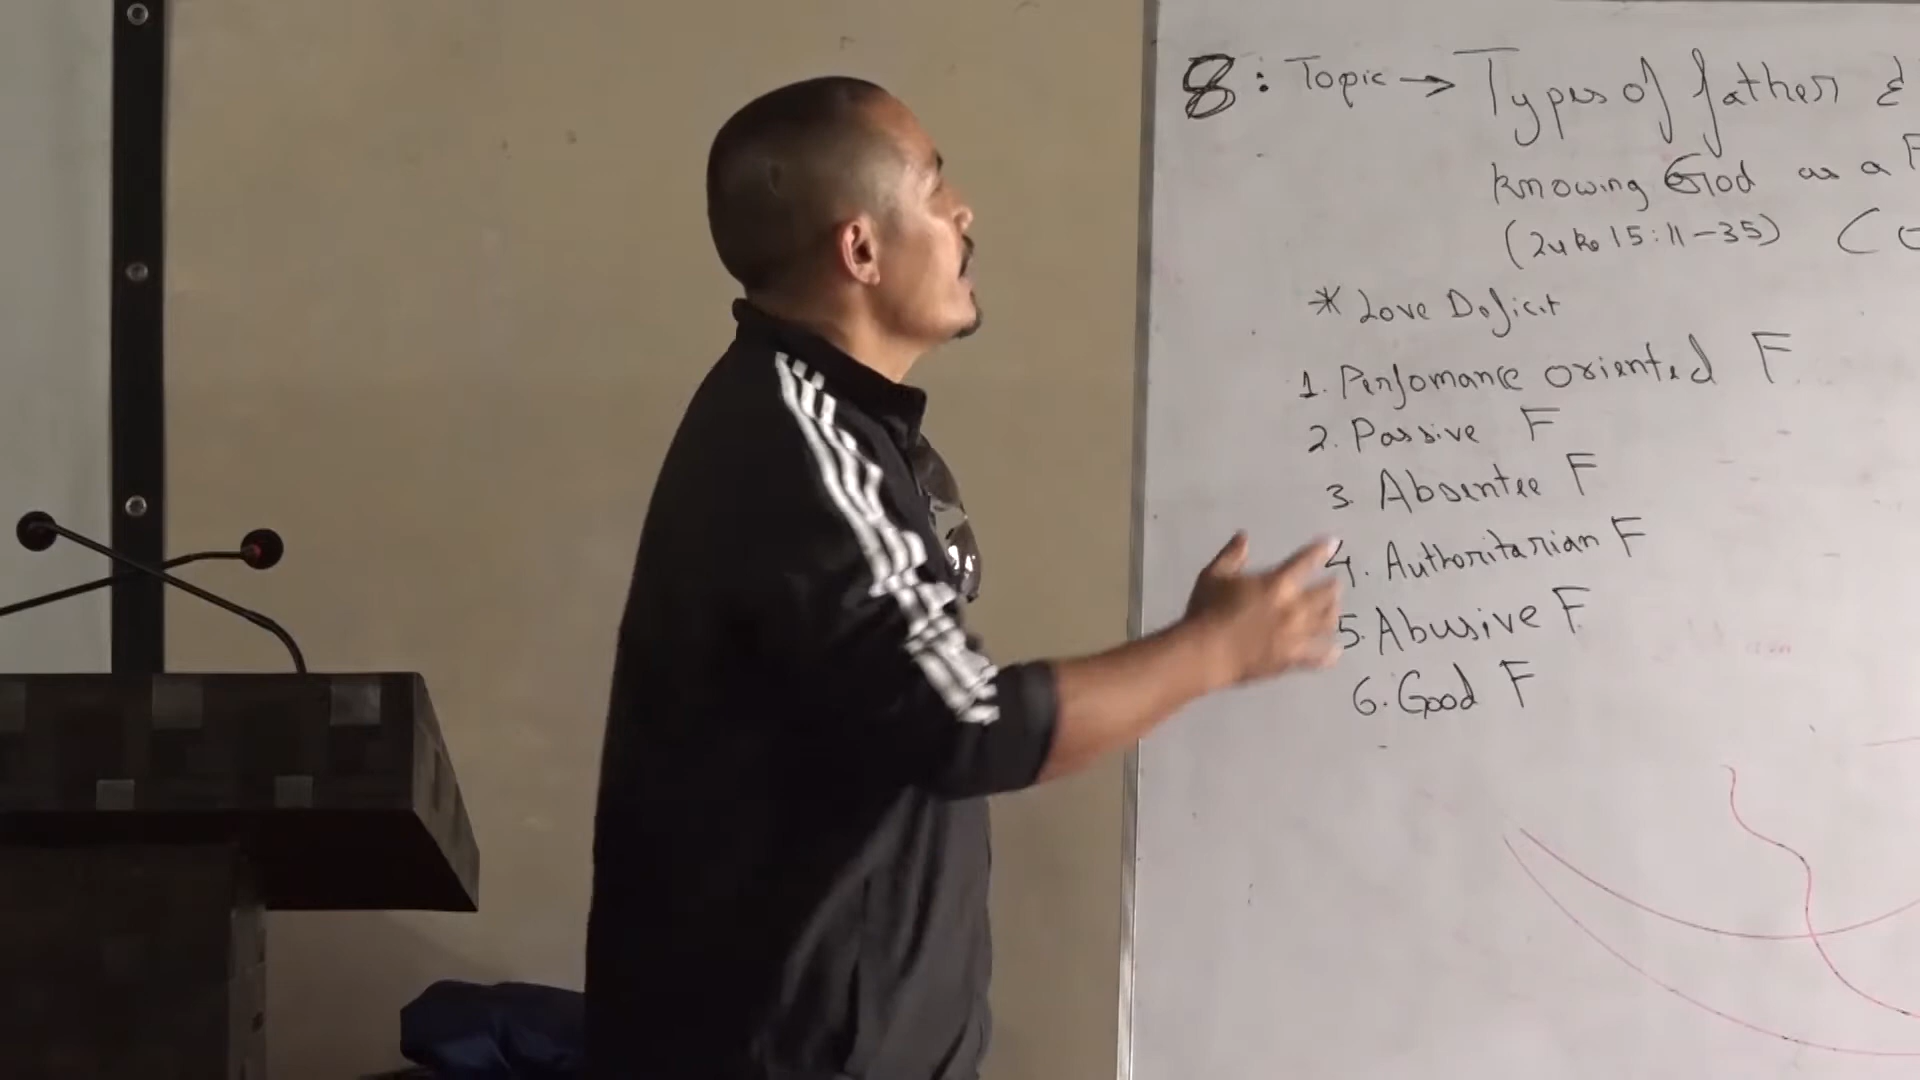 8: Topic → Types of father &
knowing God as a F
(Luke 15:11-35) (
* Love Deficit
1. Perfomance oriented F
2. Passive F
3. Absentee F
4. Authoritarian F
5. Abusive F
6. Good F